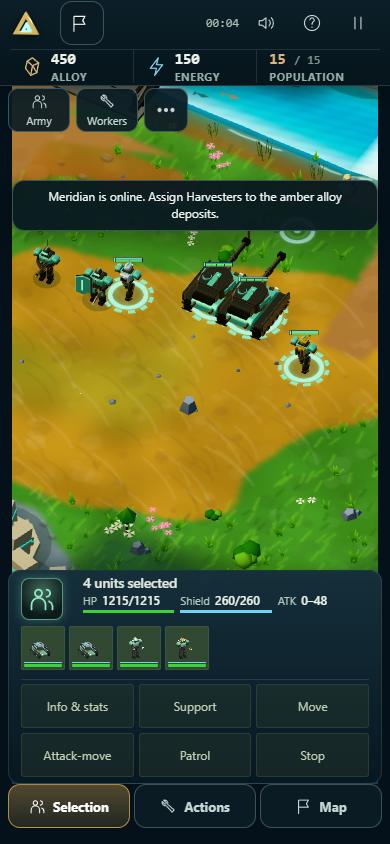 00:04
450
ALLOY
150
ENERGY
15 / 15
POPULATION
Army
Workers
Meridian is online. Assign Harvesters to the amber alloy
deposits.
4 units selected
HP 1215/1215 Shield 260/260 ATK 0–48
Info & stats
Support
Move
Attack-move
Patrol
Stop
Selection
Actions
Map